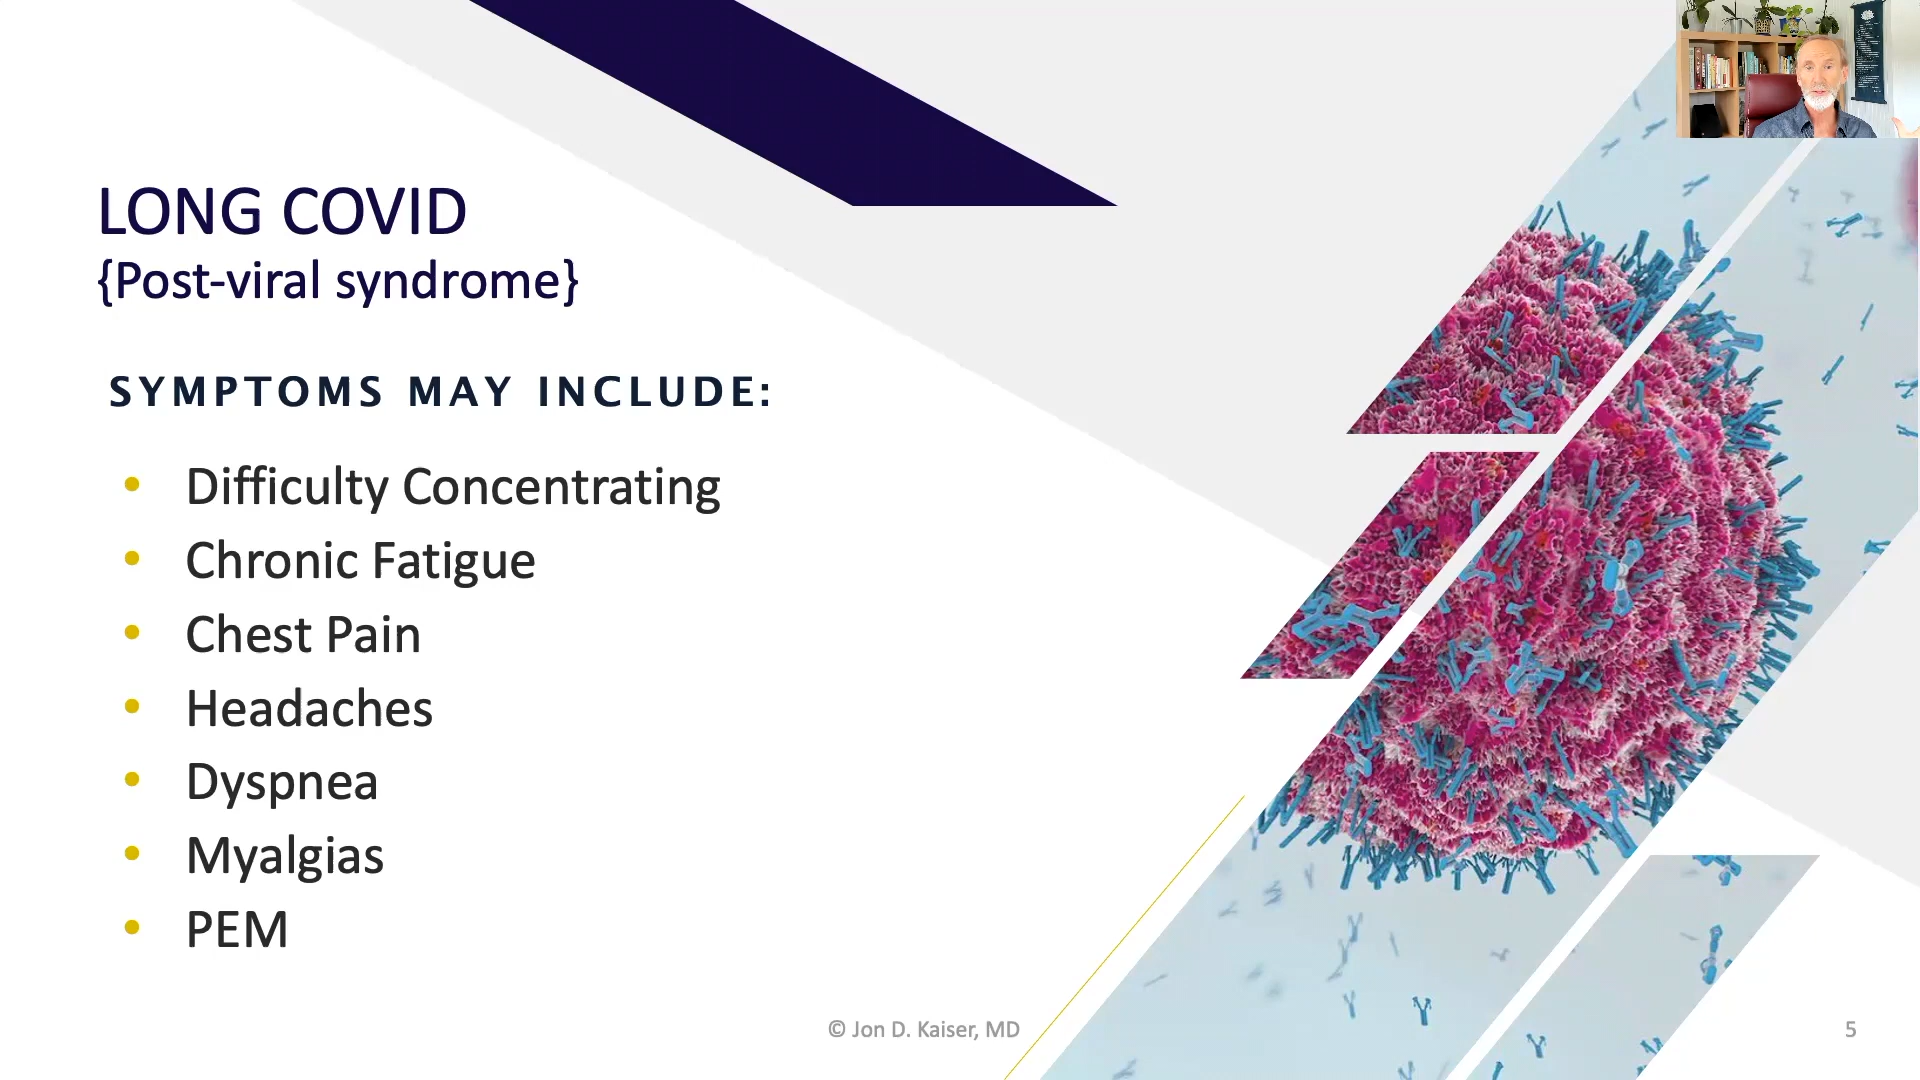 LONG COVID
{Post-viral syndrome}
SYMPTOMS MAY INCLUDE:
• Difficulty Concentrating
• Chronic Fatigue
• Chest Pain
• Headaches
• Dyspnea
• Myalgias
• PEM
© Jon D. Kaiser, MD
5